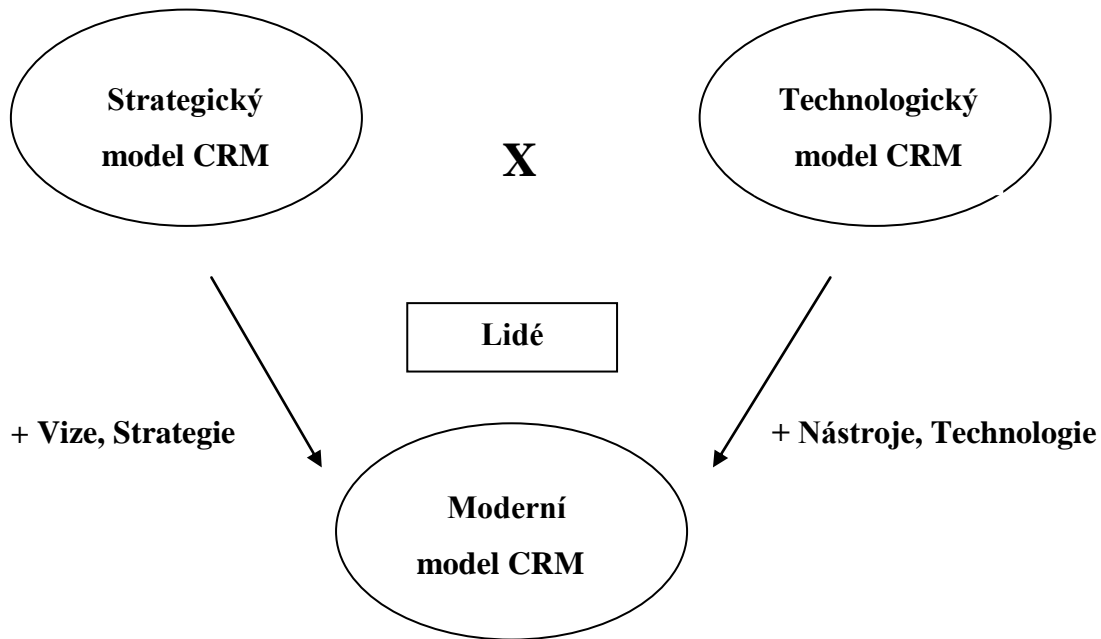 Strategický
model CRM
X
Technologický
model CRM
Lidé
+ Vize, Strategie
+ Nástroje, Technologie
Moderní
model CRM